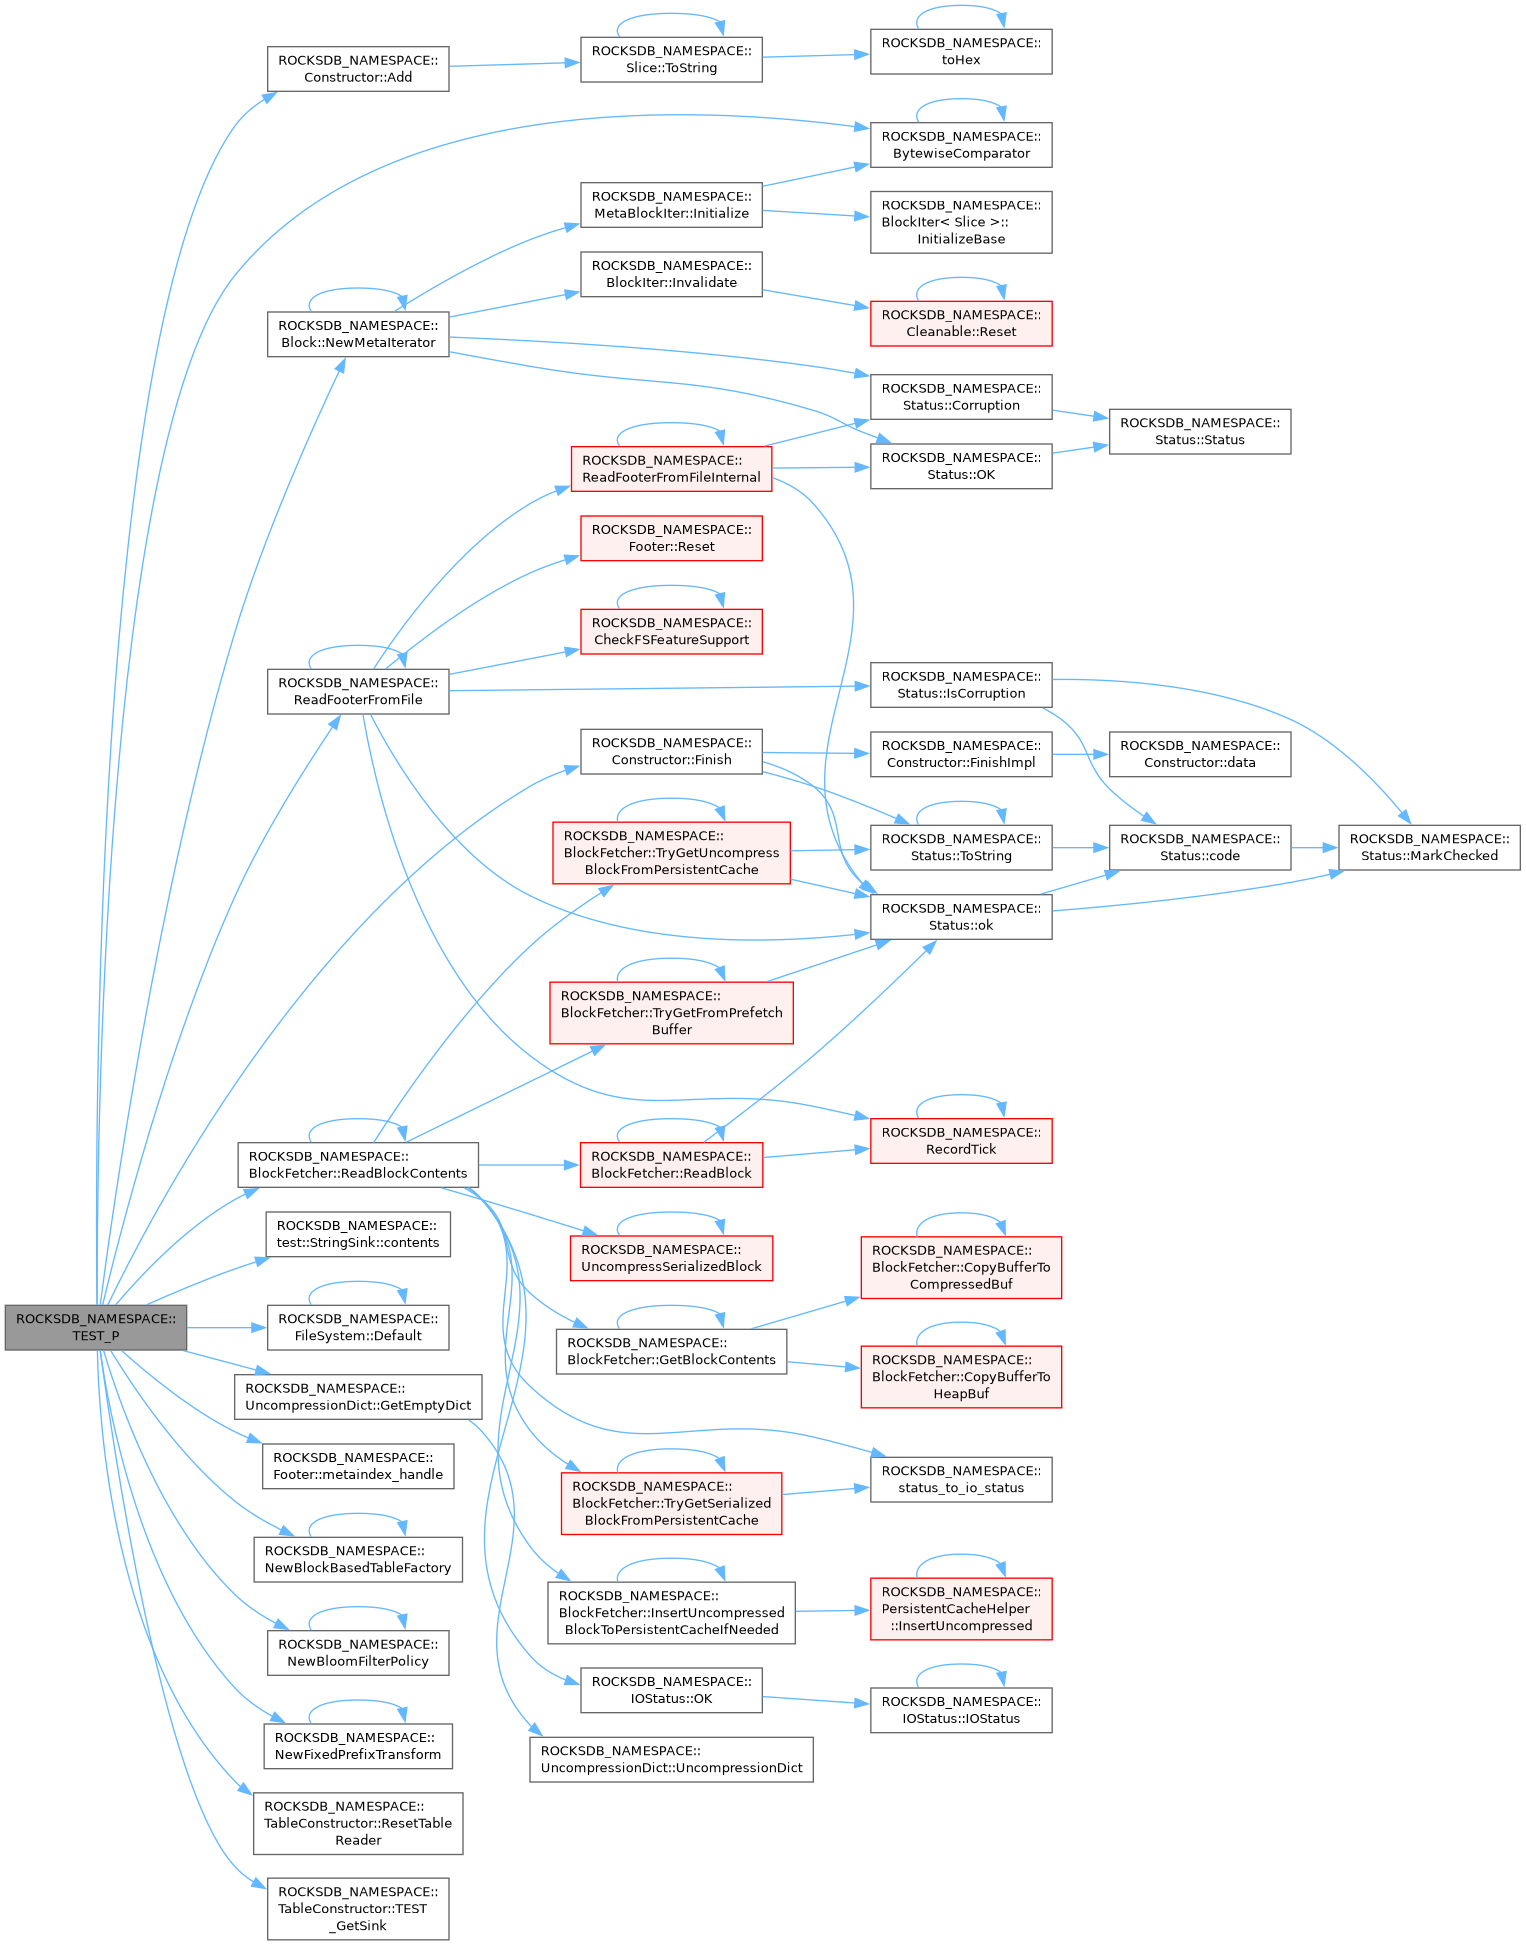 ROCKSDB_NAMESPACE::
TEST_P
ROCKSDB_NAMESPACE::
Constructor::Add
ROCKSDB_NAMESPACE::
Slice::ToString
ROCKSDB_NAMESPACE::
toHex
ROCKSDB_NAMESPACE::
BytewiseComparator
ROCKSDB_NAMESPACE::
Block::NewMetaIterator
ROCKSDB_NAMESPACE::
MetaBlockIter::Initialize
ROCKSDB_NAMESPACE::
BlockIter< Slice >::
InitializeBase
ROCKSDB_NAMESPACE::
BlockIter::Invalidate
ROCKSDB_NAMESPACE::
Cleanable::Reset
ROCKSDB_NAMESPACE::
Status::Corruption
ROCKSDB_NAMESPACE::
Status::Status
ROCKSDB_NAMESPACE::
Status::OK
ROCKSDB_NAMESPACE::
ReadFooterFromFileInternal
ROCKSDB_NAMESPACE::
Footer::Reset
ROCKSDB_NAMESPACE::
CheckFSFeatureSupport
ROCKSDB_NAMESPACE::
ReadFooterFromFile
ROCKSDB_NAMESPACE::
Status::IsCorruption
ROCKSDB_NAMESPACE::
Constructor::Finish
ROCKSDB_NAMESPACE::
Constructor::FinishImpl
ROCKSDB_NAMESPACE::
Constructor::data
ROCKSDB_NAMESPACE::
BlockFetcher::TryGetUncompress
BlockFromPersistentCache
ROCKSDB_NAMESPACE::
Status::ToString
ROCKSDB_NAMESPACE::
Status::code
ROCKSDB_NAMESPACE::
Status::MarkChecked
ROCKSDB_NAMESPACE::
Status::ok
ROCKSDB_NAMESPACE::
BlockFetcher::TryGetFromPrefetch
Buffer
ROCKSDB_NAMESPACE::
BlockFetcher::ReadBlockContents
ROCKSDB_NAMESPACE::
BlockFetcher::ReadBlock
ROCKSDB_NAMESPACE::
RecordTick
ROCKSDB_NAMESPACE::
test::StringSink::contents
ROCKSDB_NAMESPACE::
UncompressSerializedBlock
ROCKSDB_NAMESPACE::
BlockFetcher::CopyBufferTo
CompressedBuf
ROCKSDB_NAMESPACE::
FileSystem::Default
ROCKSDB_NAMESPACE::
BlockFetcher::GetBlockContents
ROCKSDB_NAMESPACE::
BlockFetcher::CopyBufferTo
HeapBuf
ROCKSDB_NAMESPACE::
UncompressionDict::GetEmptyDict
ROCKSDB_NAMESPACE::
Footer::metaindex_handle
ROCKSDB_NAMESPACE::
BlockFetcher::TryGetSerialized
BlockFromPersistentCache
ROCKSDB_NAMESPACE::
status_to_io_status
ROCKSDB_NAMESPACE::
NewBlockBasedTableFactory
ROCKSDB_NAMESPACE::
BlockFetcher::InsertUncompressed
BlockToPersistentCacheIfNeeded
ROCKSDB_NAMESPACE::
PersistentCacheHelper
::InsertUncompressed
ROCKSDB_NAMESPACE::
NewBloomFilterPolicy
ROCKSDB_NAMESPACE::
IOStatus::OK
ROCKSDB_NAMESPACE::
IOStatus::IOStatus
ROCKSDB_NAMESPACE::
NewFixedPrefixTransform
ROCKSDB_NAMESPACE::
UncompressionDict::UncompressionDict
ROCKSDB_NAMESPACE::
TableConstructor::ResetTable
Reader
ROCKSDB_NAMESPACE::
TableConstructor::TEST
_GetSink